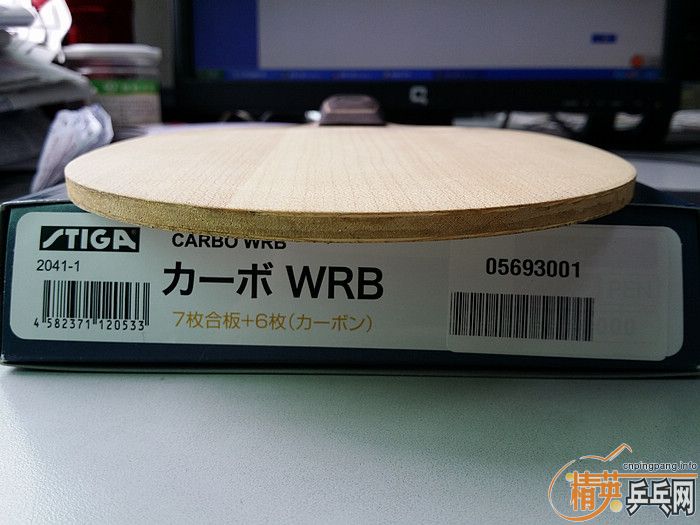 STIGA
CARBO WRB
2041-1
カーボ WRB
4 582371 120533
7枚合板+6枚(カーボン)
05693001
cnpingpang.info
精英乒乓网